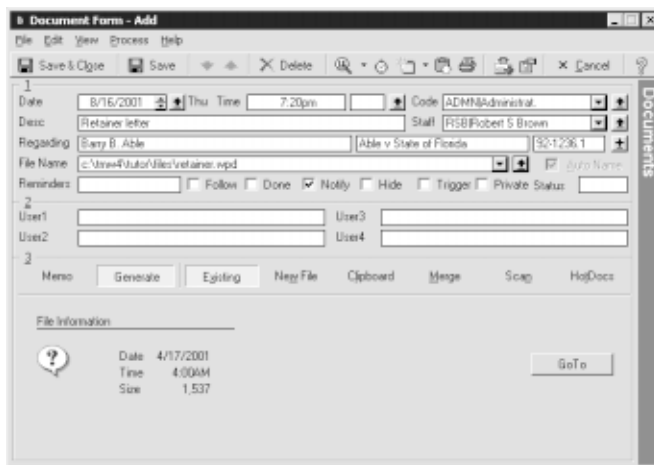 Document Form - Add
File Edit View Process Help
Save & Close Save Delete Cancel
1
Date 8/16/2001 Thu Time 7:20pm Code ADMN|Administrat.
Desc Retainer letter Staff RSB|Robert S Brown
Regarding Barry B. Able Able v State of Florida 92-1236.1
File Name c:\tmw4\tutor\files\retainer.wpd Auto Name
Reminders Follow Done Notify Hide Trigger Private Status
2
User1 User3
User2 User4
3
Memo Generate Existing New File Clipboard Merge Scan HotDocs
File Information
Date 4/17/2001
Time 4:00AM
Size 1,537
GoTo
Documents